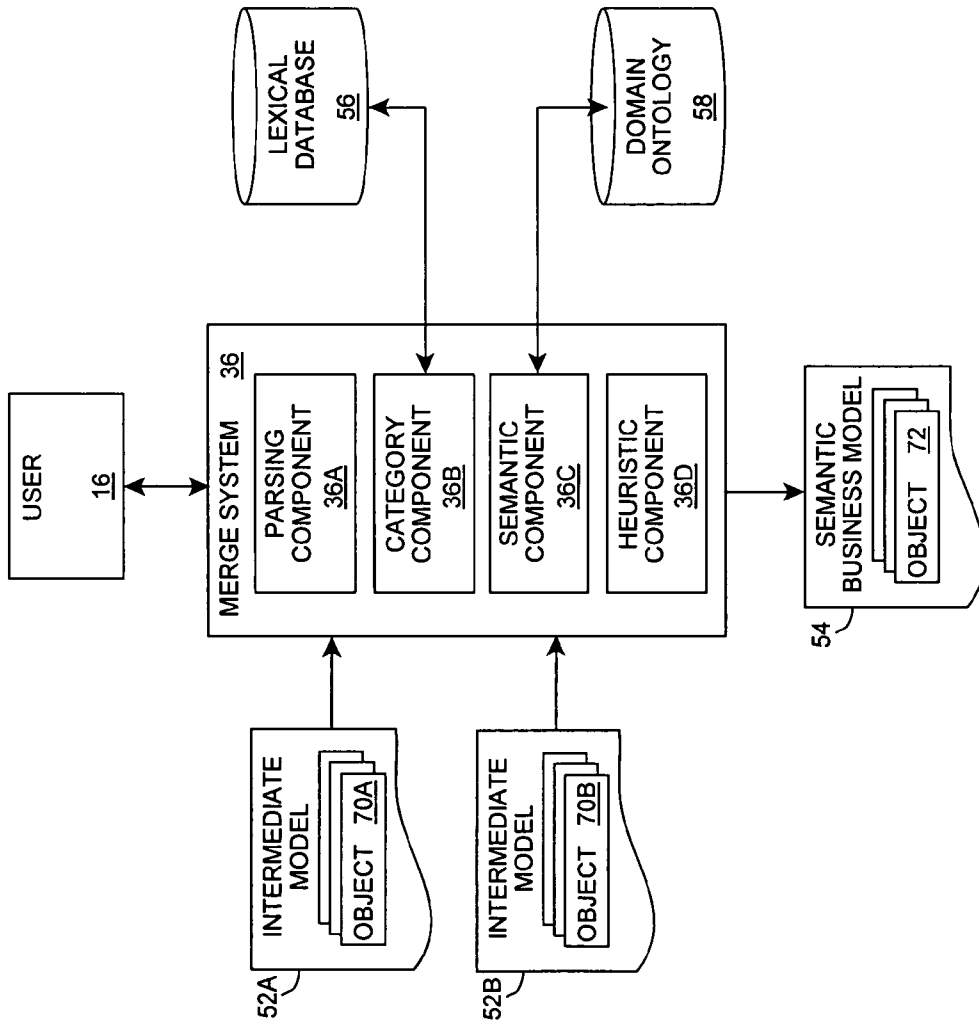 USER
16
MERGE SYSTEM 36
PARSING
COMPONENT
36A
CATEGORY
COMPONENT
36B
SEMANTIC
COMPONENT
36C
HEURISTIC
COMPONENT
36D
LEXICAL
DATABASE
56
DOMAIN
ONTOLOGY
58
52A
INTERMEDIATE
MODEL
OBJECT 70A
52B
INTERMEDIATE
MODEL
OBJECT 70B
54
SEMANTIC
BUSINESS MODEL
OBJECT 72